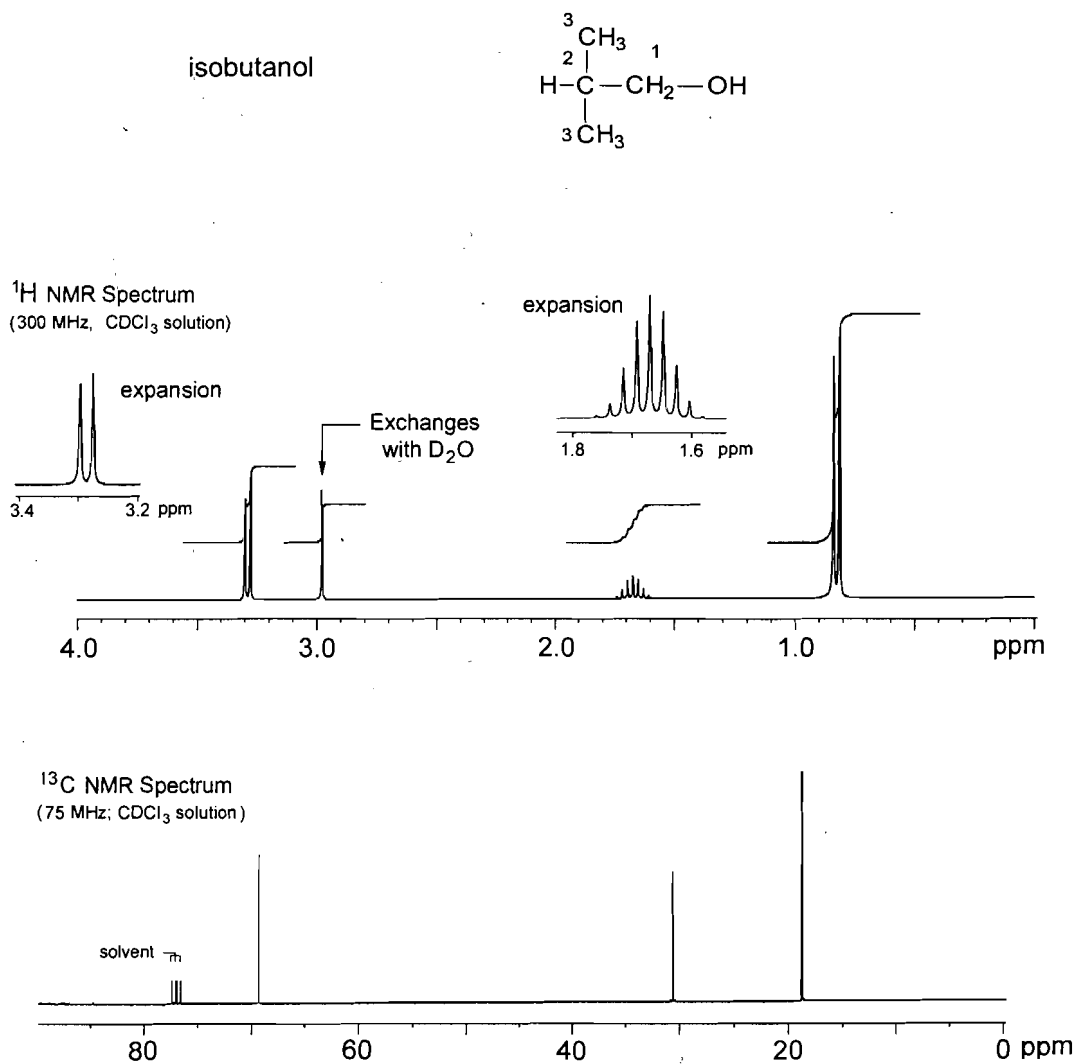 isobutanol
3
CH3
2
1
H–C–CH2–OH
3 CH3
1H NMR Spectrum
(300 MHz, CDCl3 solution)
expansion
3.4 3.2 ppm
Exchanges
with D2O
expansion
1.8 1.6 ppm
4.0 3.0 2.0 1.0 ppm
13C NMR Spectrum
(75 MHz; CDCl3 solution)
solvent
80 60 40 20 0 ppm